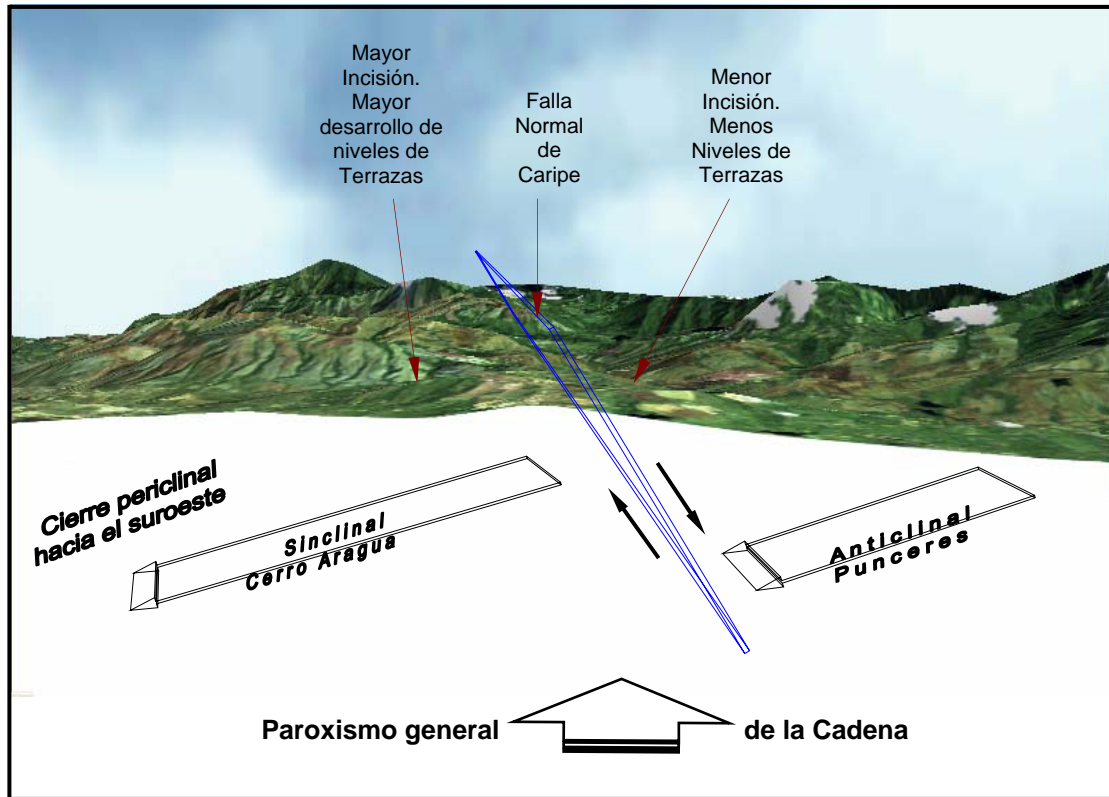 Mayor
Incisión.
Mayor
desarrollo de
niveles de
Terrazas
Falla
Normal
de
Caripe
Menor
Incisión.
Menos
Niveles de
Terrazas
Cierre periclinal
hacia el suroeste
Sinclinal
Cerro Aragua
Anticlinal
Punceres
Paroxismo general de la Cadena